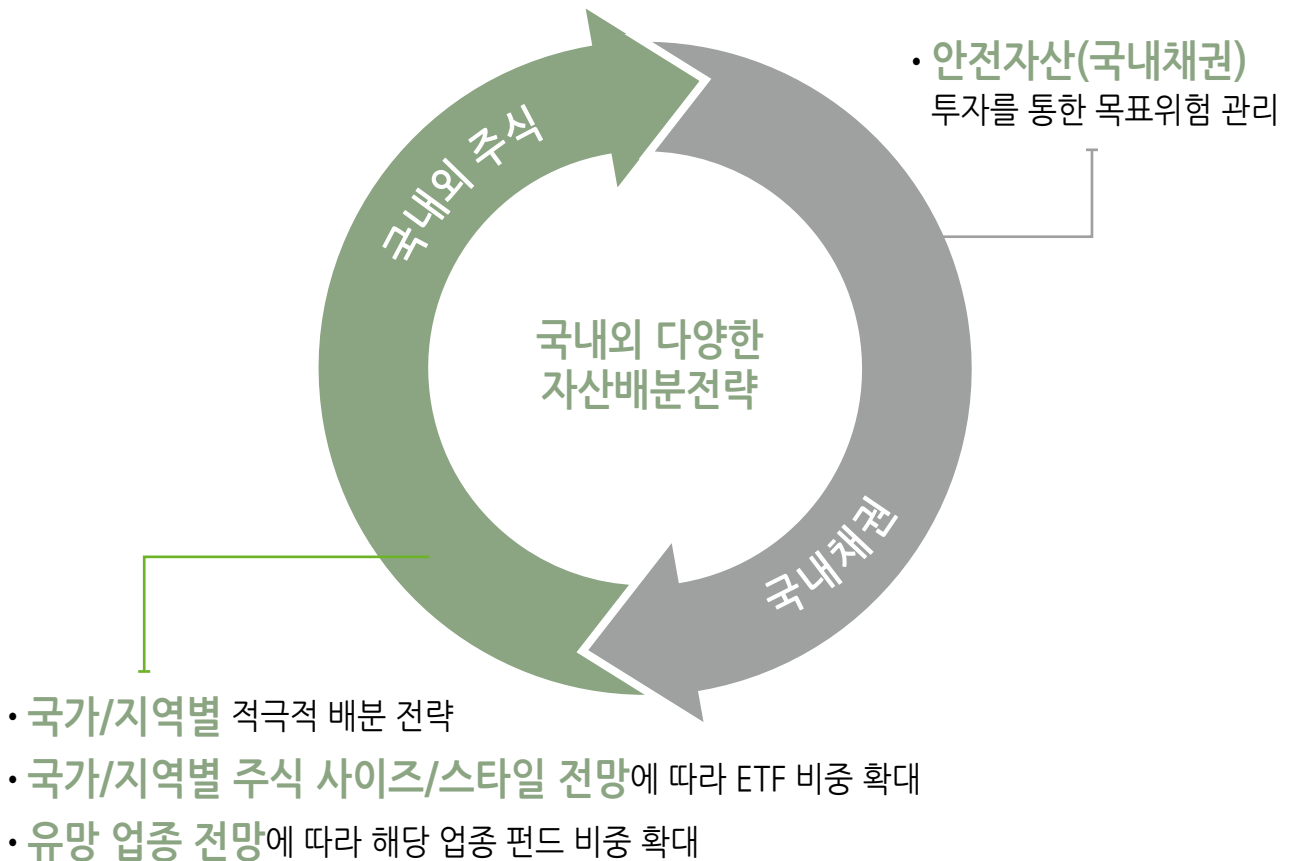 • 안전자산(국내채권)
투자를 통한 목표위험 관리
국내외 주식
국내외 다양한
자산배분전략
국내채권
• 국가/지역별 적극적 배분 전략
• 국가/지역별 주식 사이즈/스타일 전망에 따라 ETF 비중 확대
• 유망 업종 전망에 따라 해당 업종 펀드 비중 확대